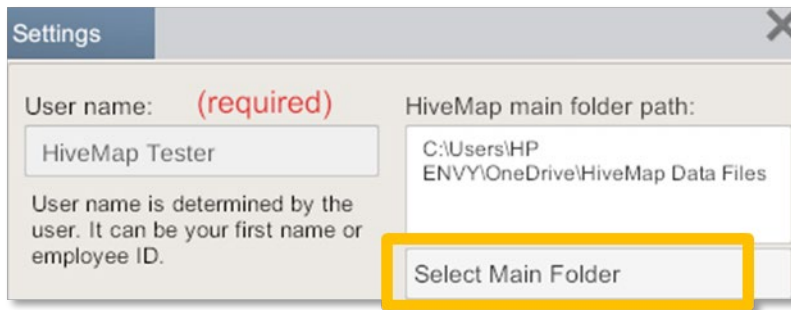 Settings
User name: (required)
HiveMap Tester
User name is determined by the
user. It can be your first name or
employee ID.
HiveMap main folder path:
C:\Users\HP
ENVY\OneDrive\HiveMap Data Files
Select Main Folder